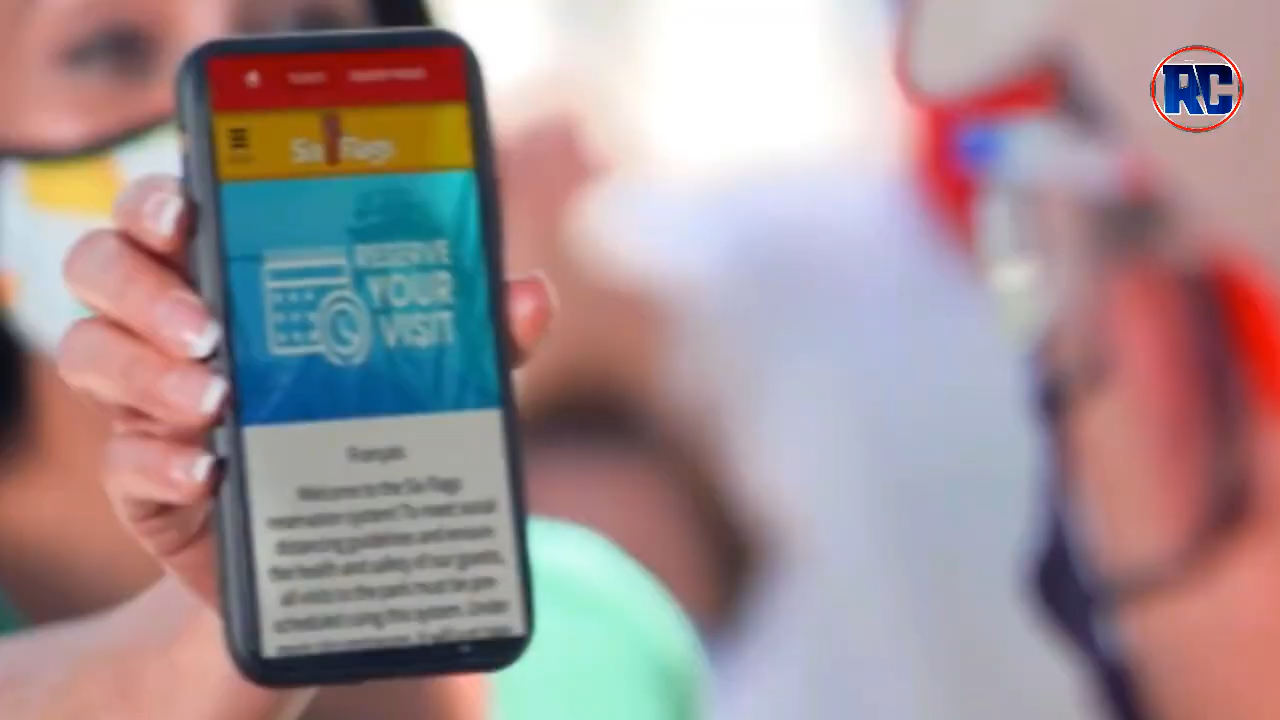 RC
Six Flags
RESERVE
YOUR
VISIT
Français
Welcome to the Six Flags
reservation system! To meet social
distancing guidelines and ensure
the health and safety of our guests,
all visits to the park must be pre-
scheduled using this system. Under